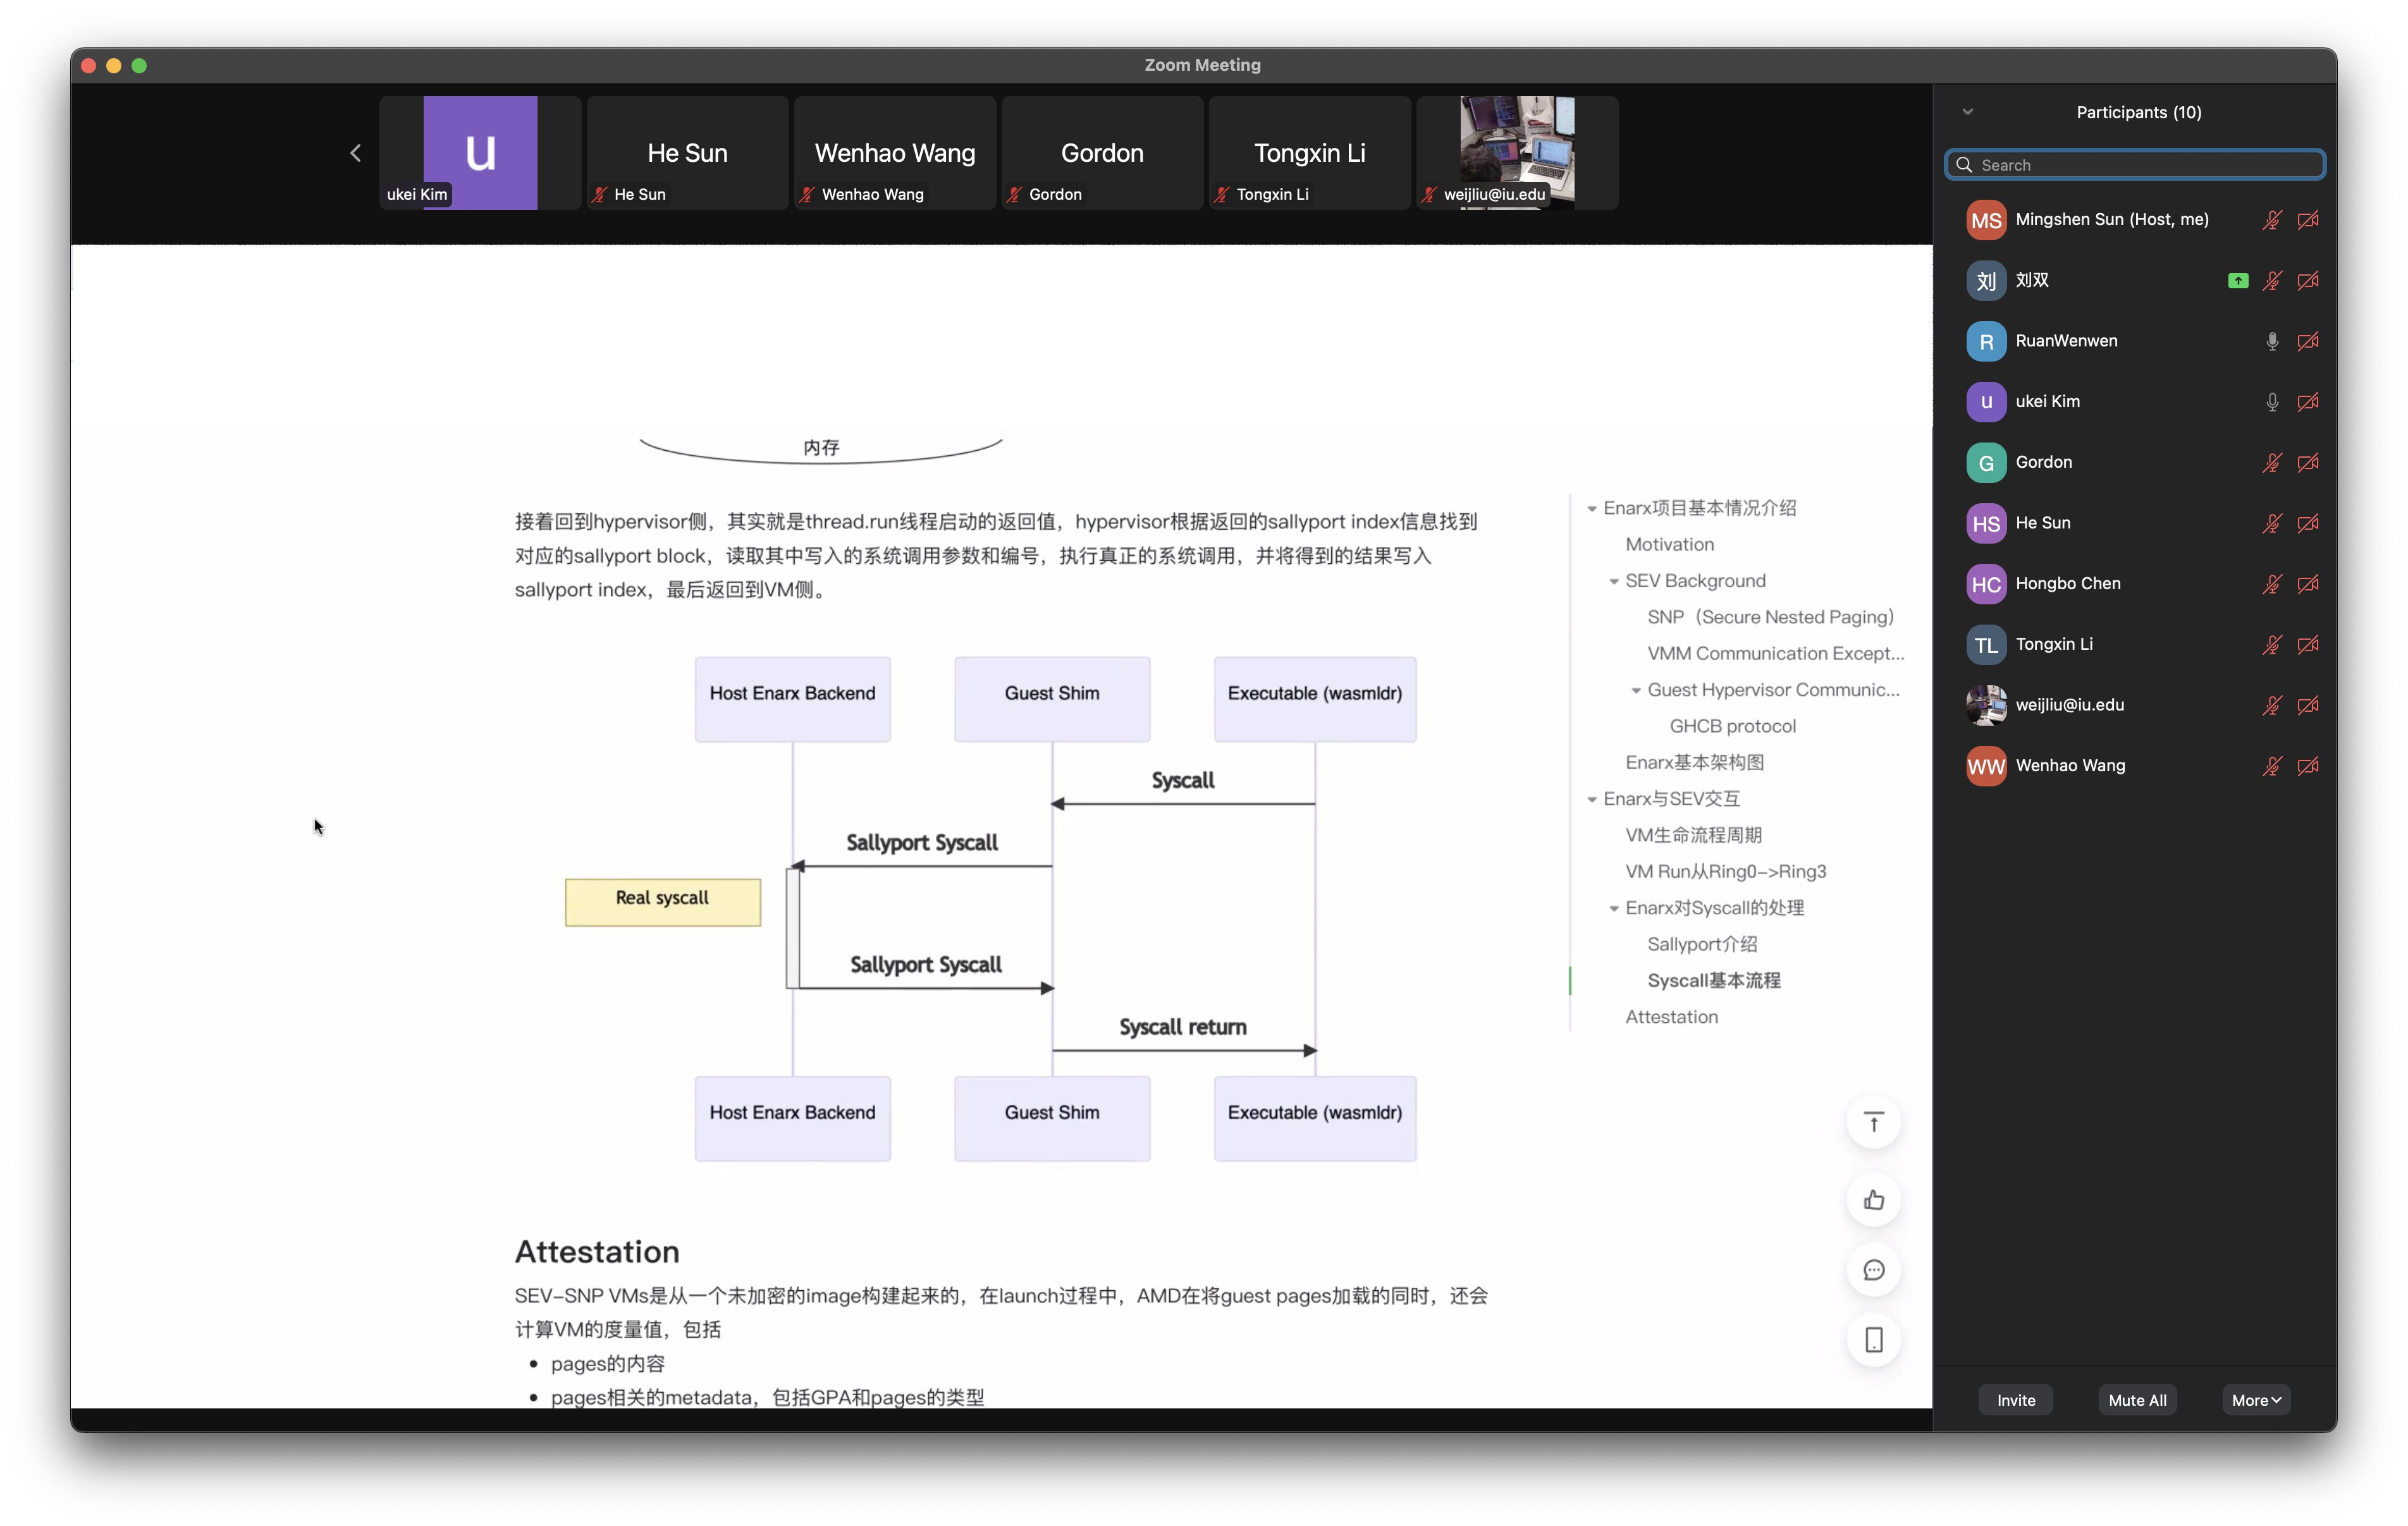 Zoom Meeting
u
ukei Kim
He Sun
He Sun
Wenhao Wang
Wenhao Wang
Gordon
Gordon
Tongxin Li
Tongxin Li
weijliu@iu.edu
内存
接着回到hypervisor侧，其实就是thread.run线程启动的返回值，hypervisor根据返回的sallyport index信息找到
对应的sallyport block，读取其中写入的系统调用参数和编号，执行真正的系统调用，并将得到的结果写入
sallyport index，最后返回到VM侧。
Host Enarx Backend
Guest Shim
Executable (wasmldr)
Syscall
Sallyport Syscall
Real syscall
Sallyport Syscall
Syscall return
Host Enarx Backend
Guest Shim
Executable (wasmldr)
Attestation
SEV-SNP VMs是从一个未加密的image构建起来的，在launch过程中，AMD在将guest pages加载的同时，还会
计算VM的度量值，包括
• pages的内容
• pages相关的metadata，包括GPA和pages的类型
Enarx项目基本情况介绍
Motivation
SEV Background
SNP（Secure Nested Paging）
VMM Communication Except...
Guest Hypervisor Communic...
GHCB protocol
Enarx基本架构图
Enarx与SEV交互
VM生命流程周期
VM Run从Ring0->Ring3
Enarx对Syscall的处理
Sallyport介绍
Syscall基本流程
Attestation
Participants (10)
Search
MS Mingshen Sun (Host, me)
刘 刘双
R RuanWenwen
u ukei Kim
G Gordon
HS He Sun
HC Hongbo Chen
TL Tongxin Li
weijliu@iu.edu
WW Wenhao Wang
Invite
Mute All
More